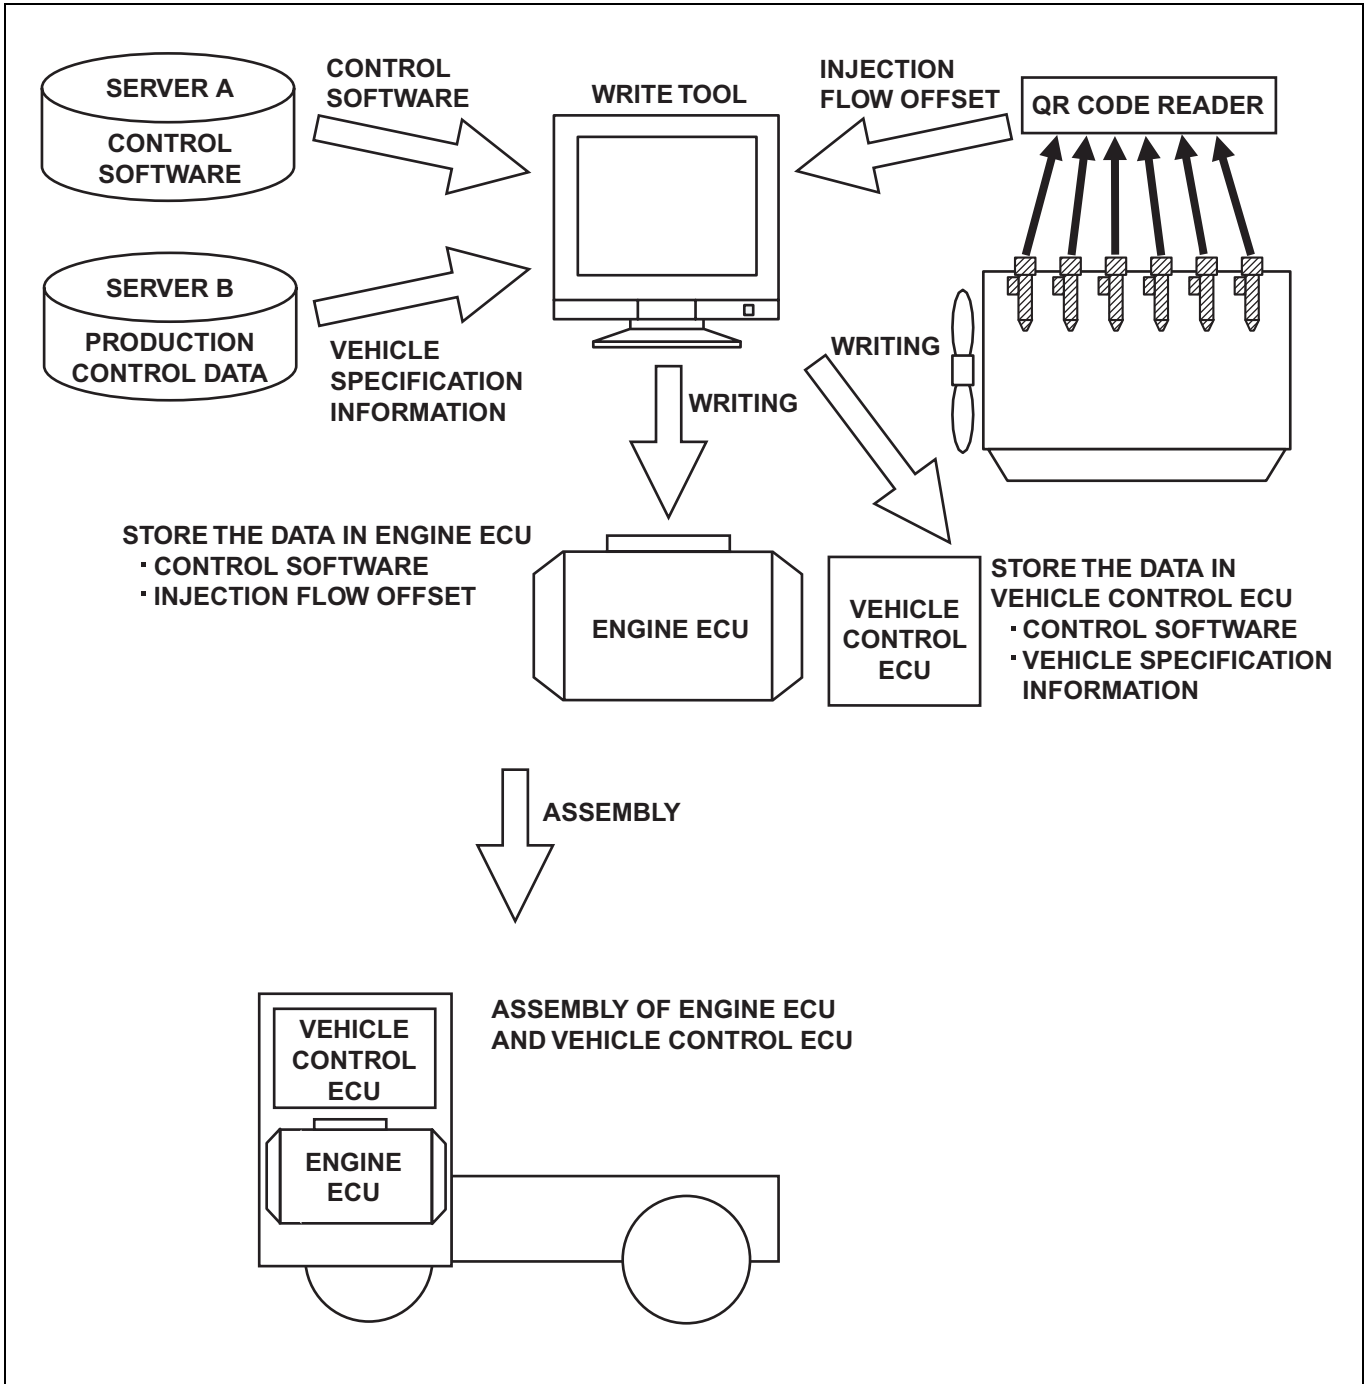 SERVER A
CONTROL
SOFTWARE
CONTROL
SOFTWARE
WRITE TOOL
INJECTION
FLOW OFFSET
QR CODE READER
SERVER B
PRODUCTION
CONTROL DATA
VEHICLE
SPECIFICATION
INFORMATION
WRITING
WRITING
STORE THE DATA IN ENGINE ECU
· CONTROL SOFTWARE
· INJECTION FLOW OFFSET
ENGINE ECU
VEHICLE
CONTROL
ECU
STORE THE DATA IN
VEHICLE CONTROL ECU
· CONTROL SOFTWARE
· VEHICLE SPECIFICATION
INFORMATION
ASSEMBLY
ASSEMBLY OF ENGINE ECU
AND VEHICLE CONTROL ECU
VEHICLE
CONTROL
ECU
ENGINE
ECU